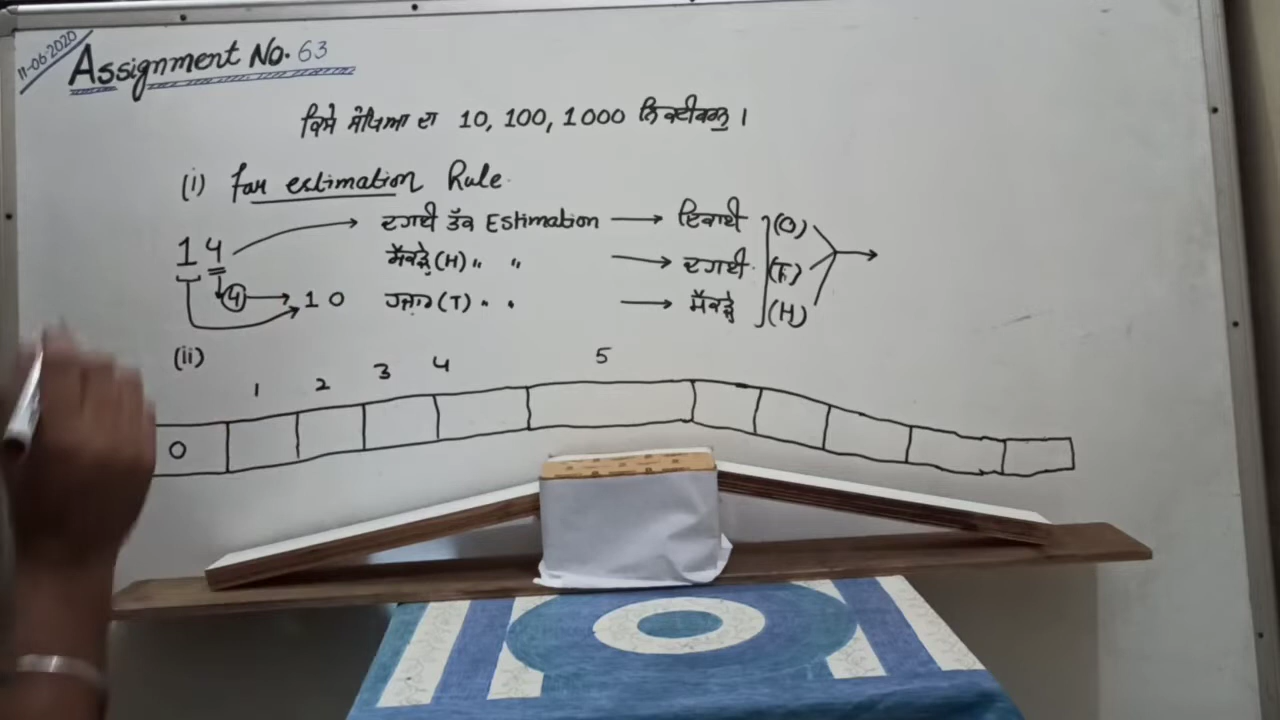 11-06-2020
Assignment No. 63
ਕਿਸੇ ਸੰਖਿਆ ਦਾ 10, 100, 1000 ਨਿਕਟੀਕਰਨ ।
(i) for estimation Rule.
14 ਦਹਾਈ ਤੱਕ Estimation ਇਕਾਈ (O)
ਸੈਂਕੜੇ (H) " " ਦਹਾਈ (T)
4 10 ਹਜ਼ਾਰ (T) " " ਸੈਂਕੜੇ (H)
(ii)
1 2 3 4 5
0